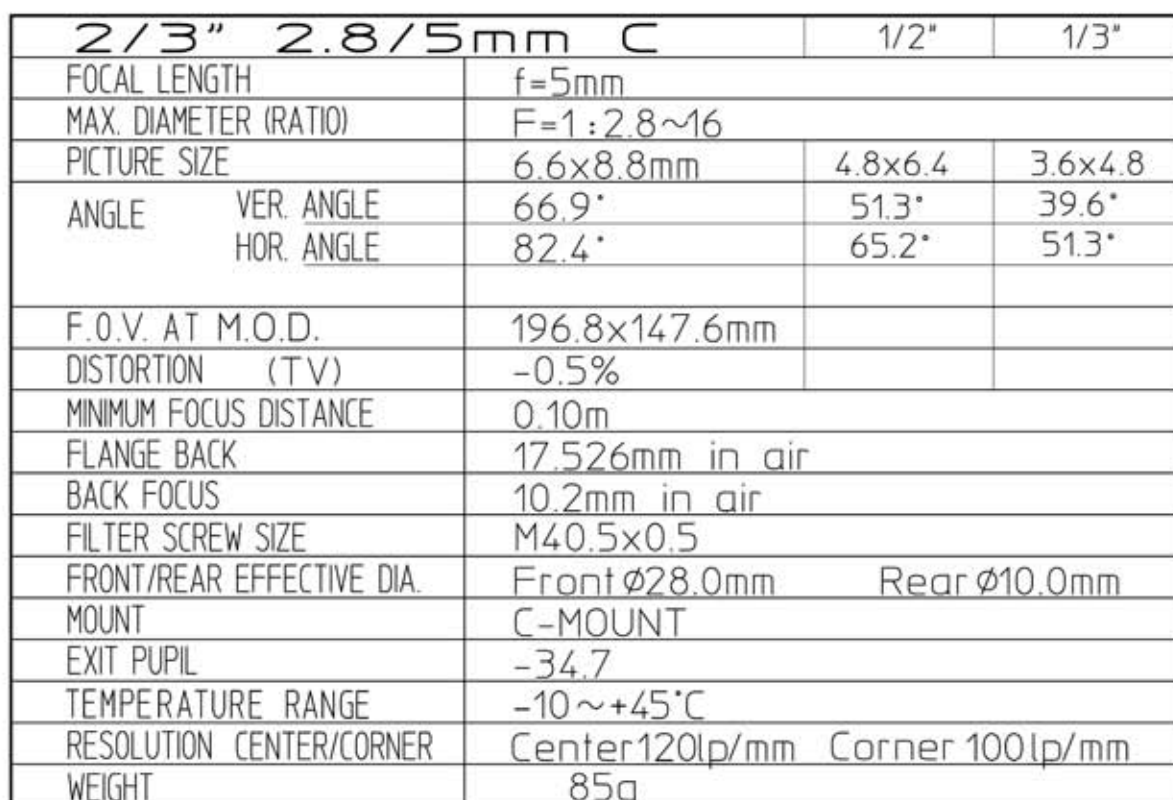 2/3" 2.8/5mm C 1/2" 1/3"
FOCAL LENGTH f=5mm
MAX. DIAMETER (RATIO) F=1:2.8~16
PICTURE SIZE 6.6x8.8mm 4.8x6.4 3.6x4.8
ANGLE VER. ANGLE 66.9° 51.3° 39.6°
HOR. ANGLE 82.4° 65.2° 51.3°
F.O.V. AT M.O.D. 196.8x147.6mm
DISTORTION (TV) -0.5%
MINIMUM FOCUS DISTANCE 0.10m
FLANGE BACK 17.526mm in air
BACK FOCUS 10.2mm in air
FILTER SCREW SIZE M40.5x0.5
FRONT/REAR EFFECTIVE DIA. Front Ø28.0mm Rear Ø10.0mm
MOUNT C-MOUNT
EXIT PUPIL -34.7
TEMPERATURE RANGE -10~+45°C
RESOLUTION CENTER/CORNER Center120lp/mm Corner 100lp/mm
WEIGHT 85g